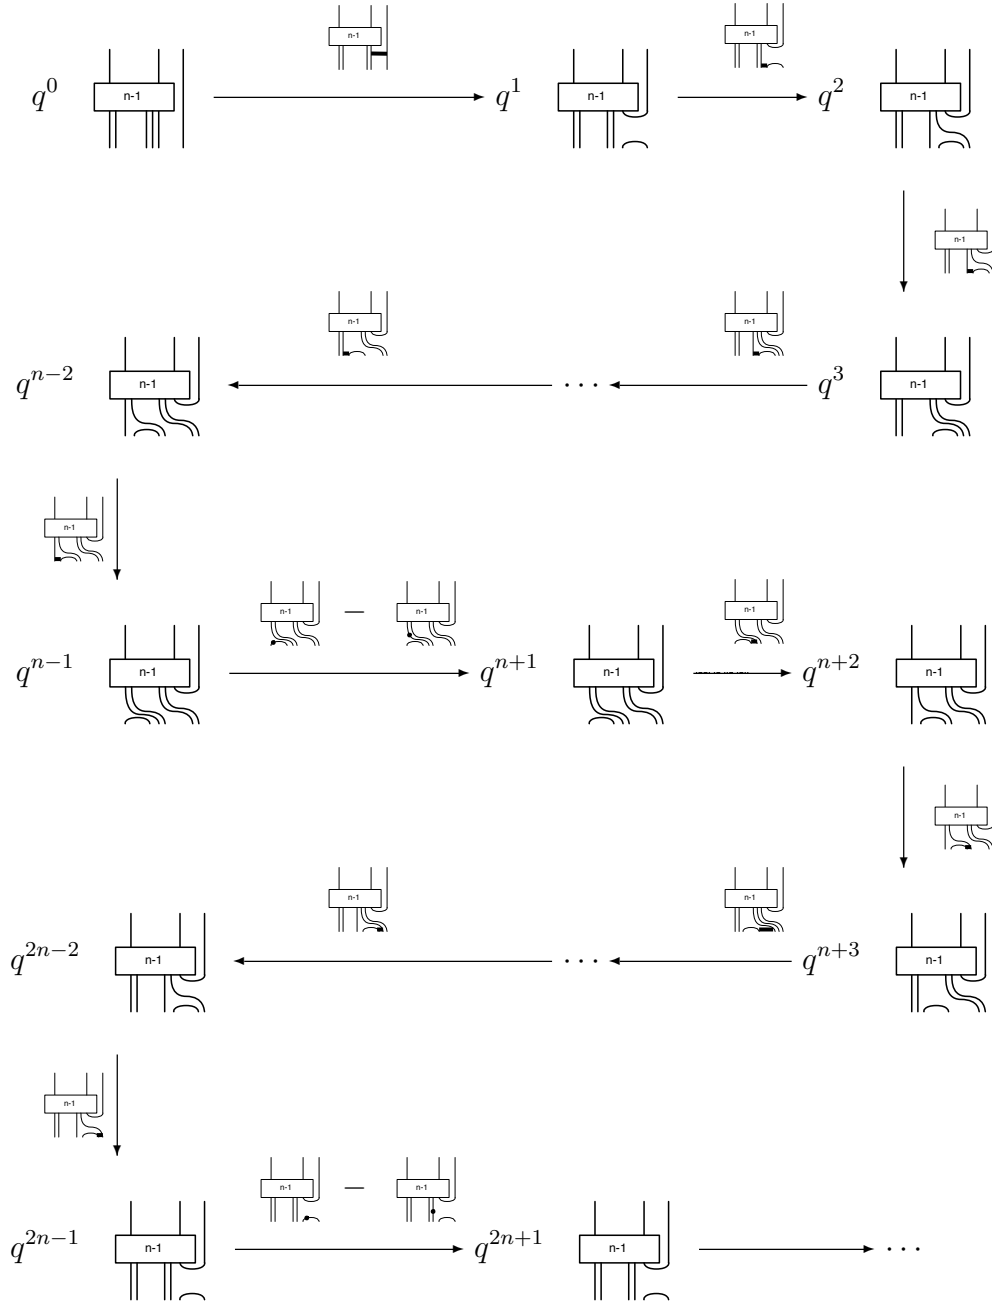 n-1 n-1
q^0 n-1 q^1 n-1 q^2 n-1
n-1
n-1 n-1
q^{n-2} n-1 · · · q^3 n-1
n-1
n-1 — n-1 n-1
q^{n-1} n-1 q^{n+1} n-1 q^{n+2} n-1
n-1
n-1 n-1
q^{2n-2} n-1 · · · q^{n+3} n-1
n-1
n-1 — n-1
q^{2n-1} n-1 q^{2n+1} n-1 · · ·